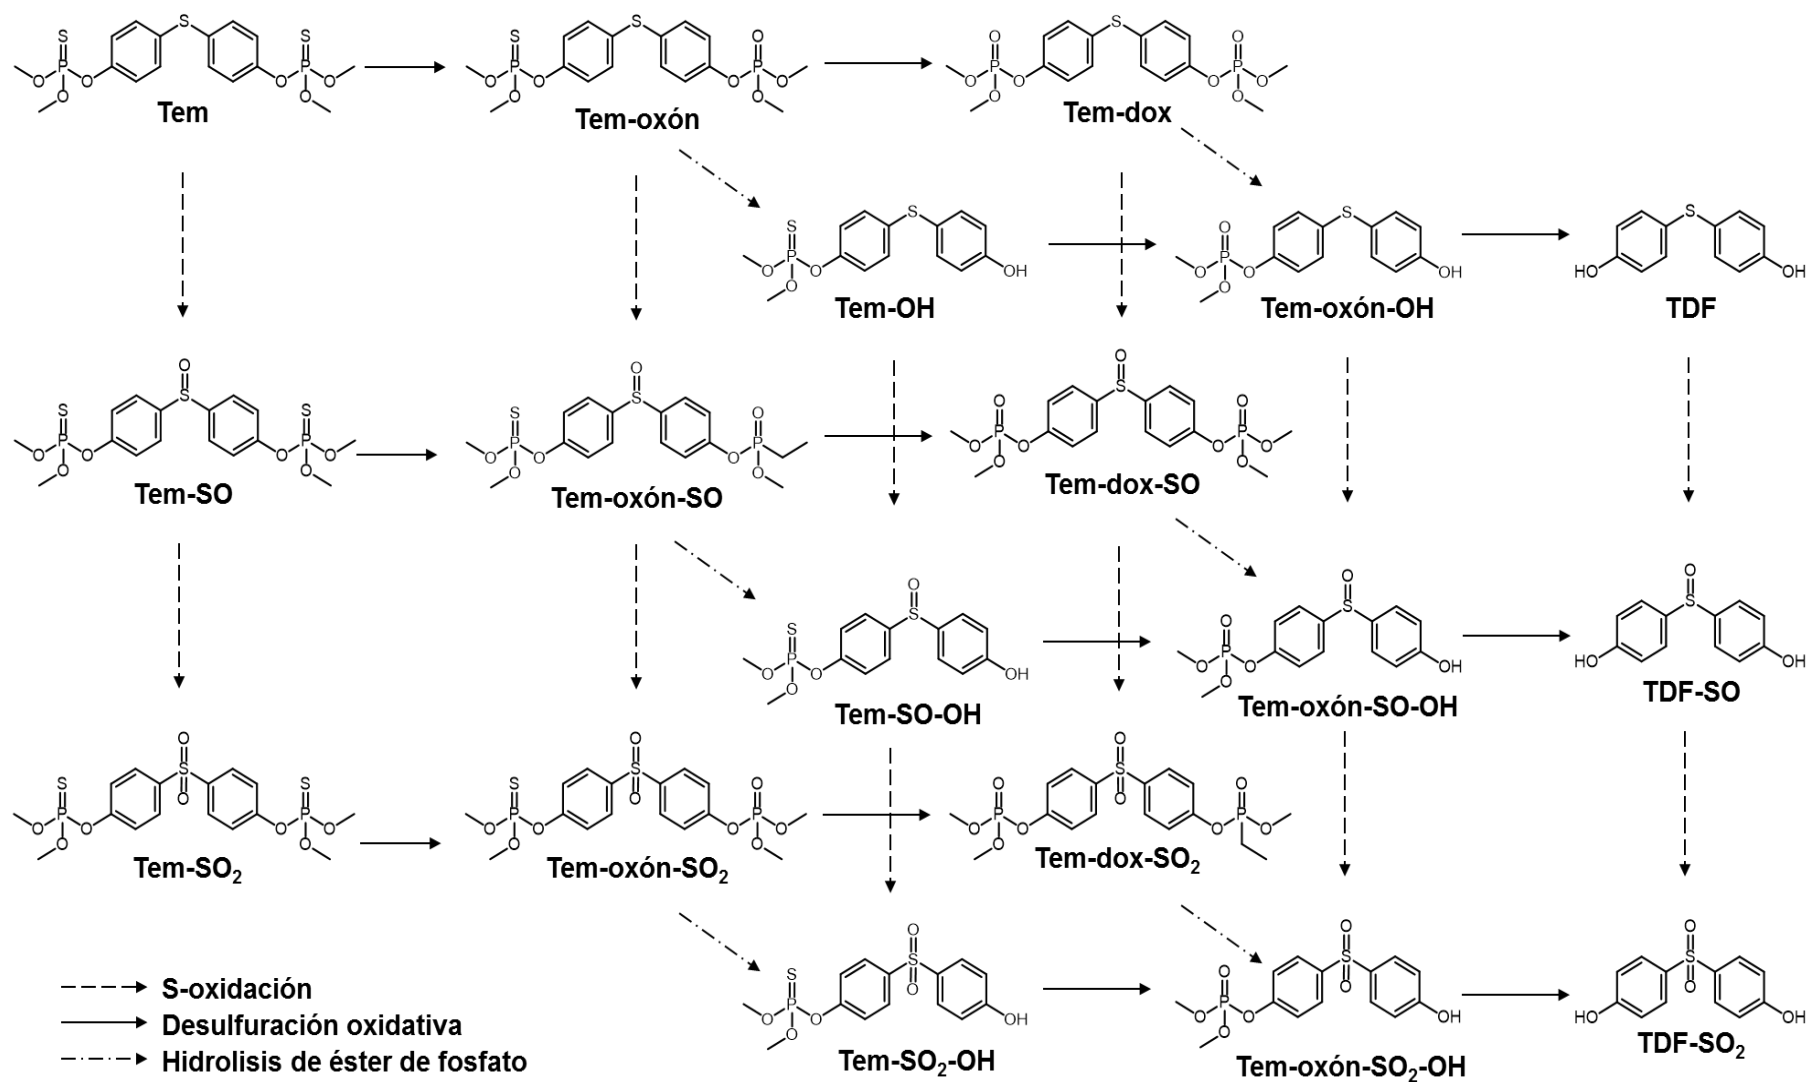 Tem
Tem-oxón
Tem-dox
Tem-OH
Tem-oxón-OH
TDF
Tem-SO
Tem-oxón-SO
Tem-dox-SO
Tem-SO-OH
Tem-oxón-SO-OH
TDF-SO
Tem-SO₂
Tem-oxón-SO₂
Tem-dox-SO₂
Tem-SO₂-OH
Tem-oxón-SO₂-OH
TDF-SO₂
S-oxidación
Desulfuración oxidativa
Hidrolisis de éster de fosfato